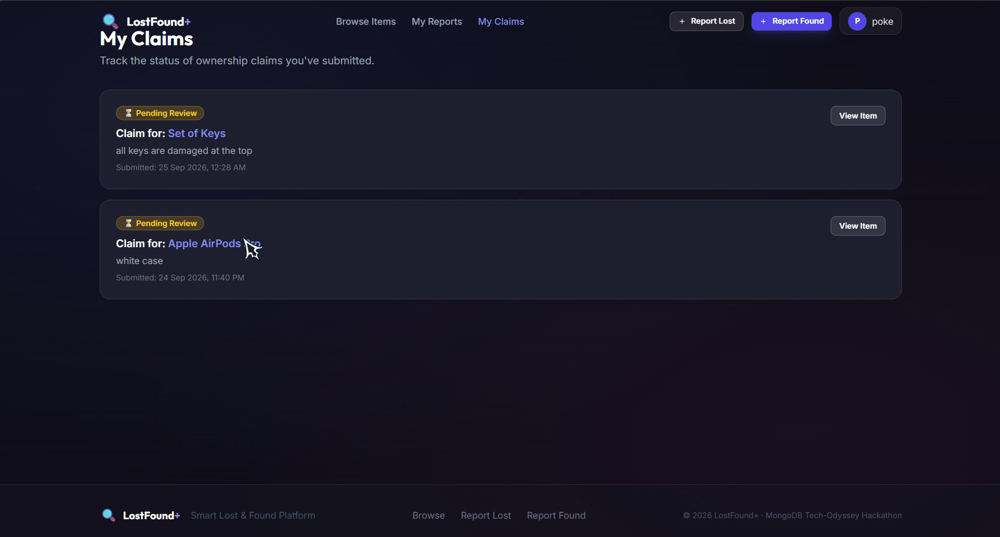 LostFound+
Browse Items
My Reports
My Claims
+ Report Lost
+ Report Found
P
poke
My Claims
Track the status of ownership claims you've submitted.
⏳ Pending Review
View Item
Claim for: Set of Keys
all keys are damaged at the top
Submitted: 25 Sep 2026, 12:28 AM
⏳ Pending Review
View Item
Claim for: Apple AirPods Pro
white case
Submitted: 24 Sep 2026, 11:40 PM
LostFound+
Smart Lost & Found Platform
Browse
Report Lost
Report Found
© 2026 LostFound+ · MongoDB Tech-Odyssey Hackathon